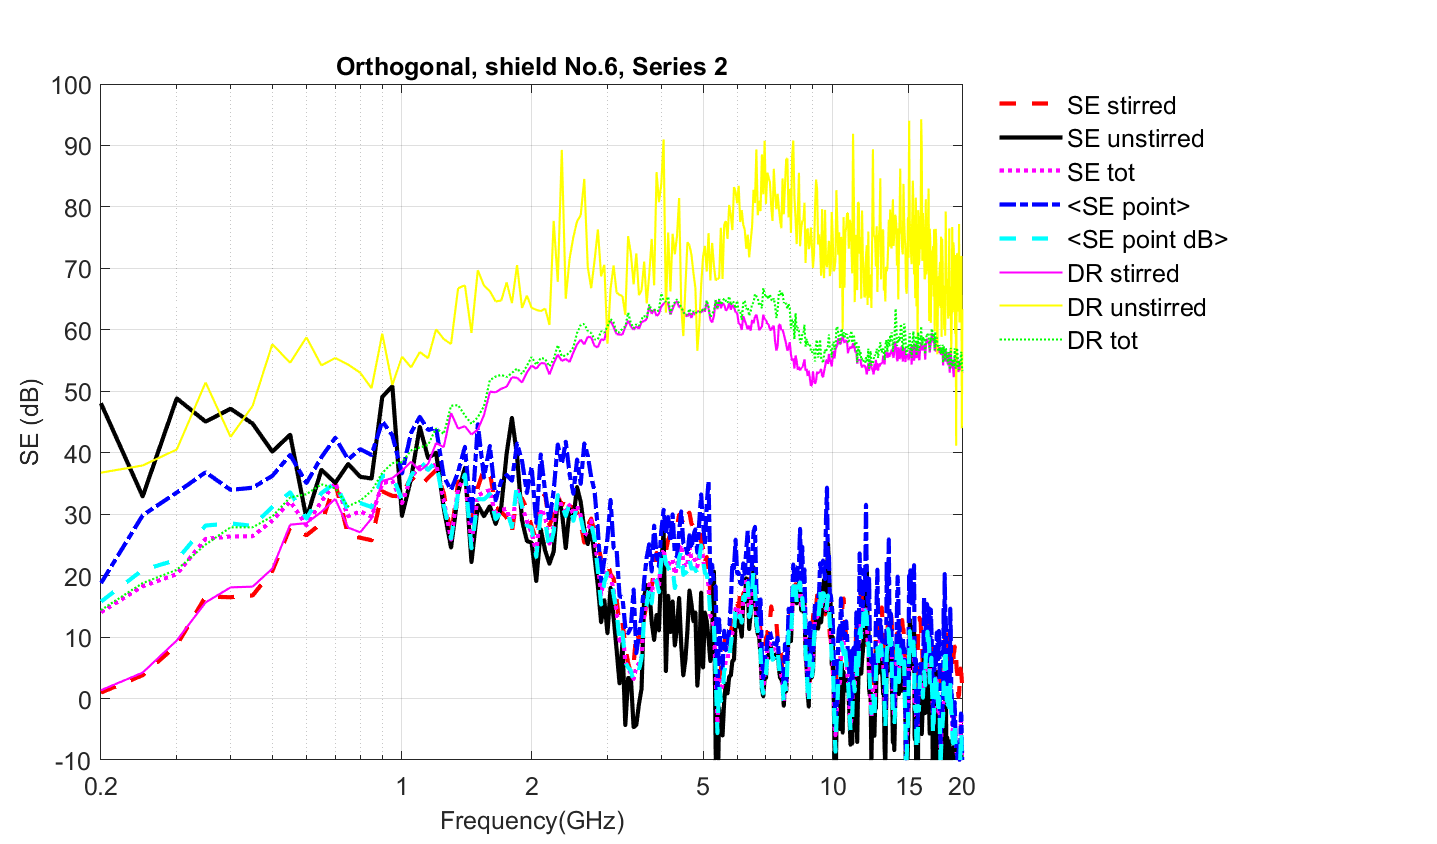 Orthogonal, shield No.6, Series 2
100
90
80
70
60
50
40
30
20
10
0
-10
SE (dB)
0.2 1 2 5 10 15 20
Frequency(GHz)
SE stirred
SE unstirred
SE tot
<SE point>
<SE point dB>
DR stirred
DR unstirred
DR tot